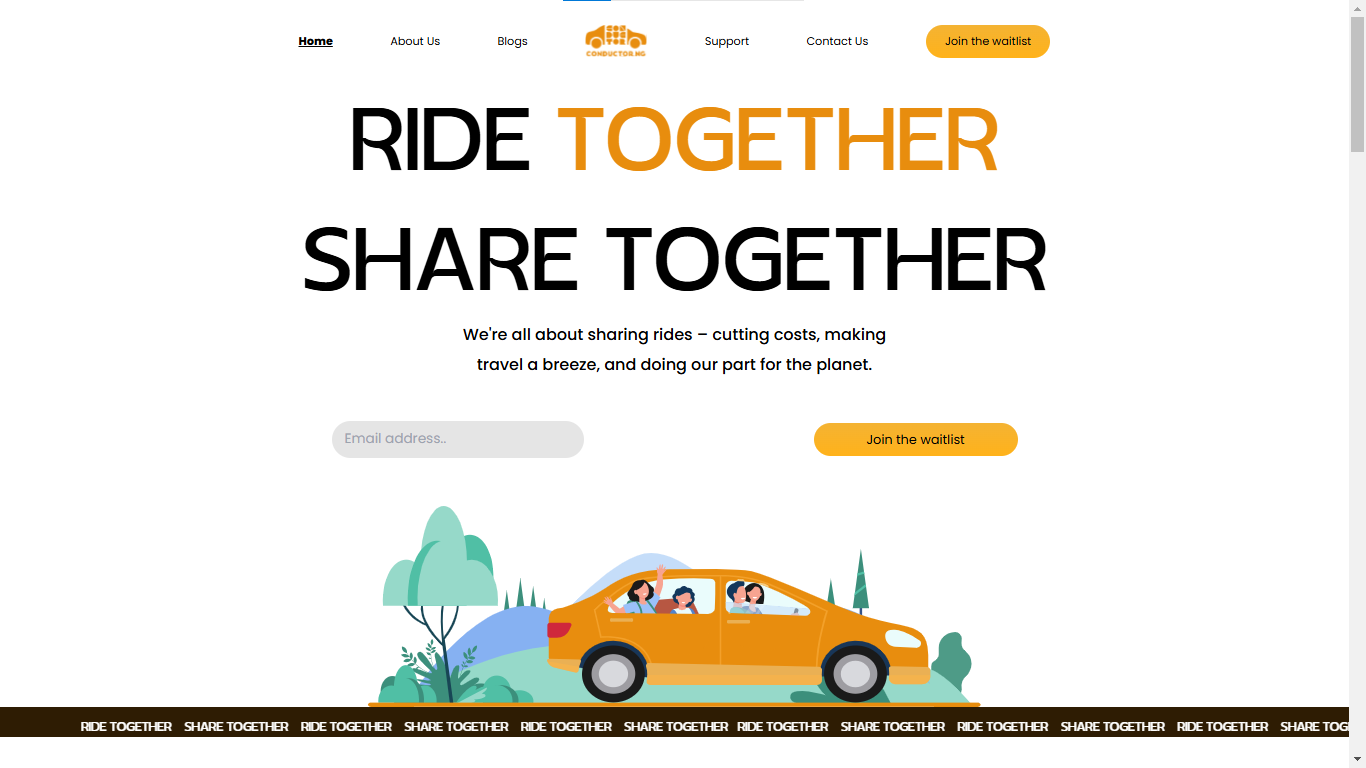 Home
About Us
Blogs
CON
DUC
TOR
CONDUCTOR.NG
Support
Contact Us
Join the waitlist
RIDE TOGETHER
SHARE TOGETHER
We're all about sharing rides – cutting costs, making
travel a breeze, and doing our part for the planet.
Email address..
Join the waitlist
RIDE TOGETHER SHARE TOGETHER RIDE TOGETHER SHARE TOGETHER RIDE TOGETHER SHARE TOGETHER RIDE TOGETHER SHARE TOGETHER RIDE TOGETHER SHARE TOGETHER RIDE TOGETHER SHARE TOG